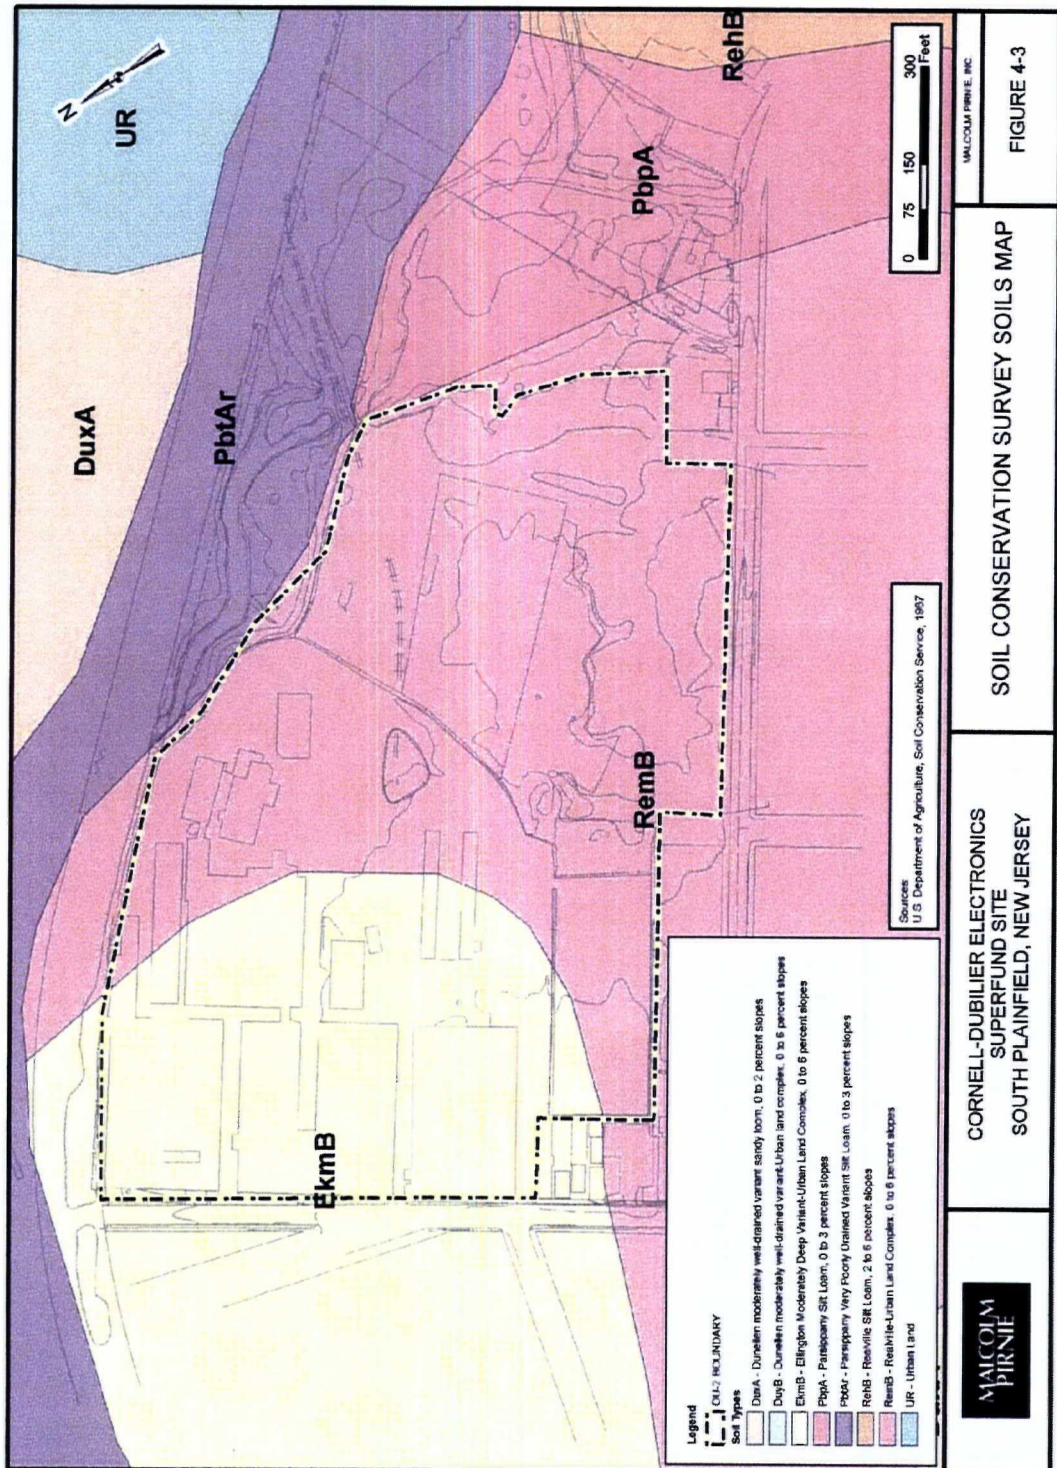 N
UR
DuxA
PbtAr
RehB
PbpA
RemB
EkmB
0 75 150 300
Feet
Legend
OU-2 BOUNDARY
Soil Types
DuxA - Dunellen moderately well-drained variant sandy loam, 0 to 2 percent slopes
DuyB - Dunellen moderately well-drained variant-Urban land complex, 0 to 6 percent slopes
EkmB - Ellington Moderately Deep Variant-Urban Land Complex, 0 to 6 percent slopes
PbpA - Parsippany Silt Loam, 0 to 3 percent slopes
PbtAr - Parsippany Very Poorly Drained Variant Silt Loam, 0 to 3 percent slopes
RehB - Reaville Silt Loam, 2 to 6 percent slopes
RemB - Reaville-Urban Land Complex, 0 to 6 percent slopes
UR - Urban Land
Sources
U.S. Department of Agriculture, Soil Conservation Service, 1987
MALCOLM
PIRNIE
CORNELL-DUBILIER ELECTRONICS
SUPERFUND SITE
SOUTH PLAINFIELD, NEW JERSEY
SOIL CONSERVATION SURVEY SOILS MAP
MALCOLM PIRNIE, INC.
FIGURE 4-3